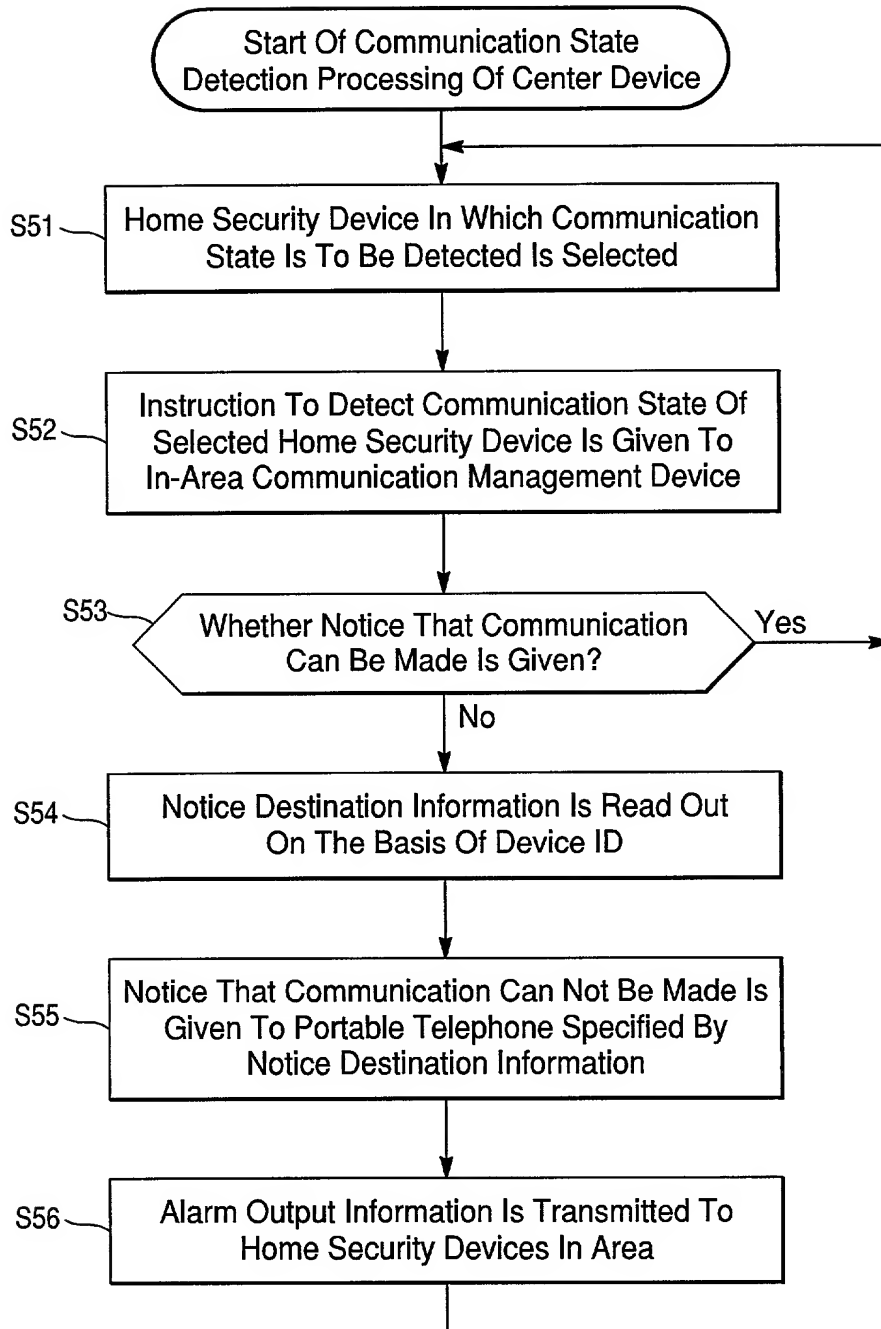 Start Of Communication State
Detection Processing Of Center Device
S51
Home Security Device In Which Communication
State Is To Be Detected Is Selected
S52
Instruction To Detect Communication State Of
Selected Home Security Device Is Given To
In-Area Communication Management Device
S53
Whether Notice That Communication
Can Be Made Is Given?
Yes
No
S54
Notice Destination Information Is Read Out
On The Basis Of Device ID
S55
Notice That Communication Can Not Be Made Is
Given To Portable Telephone Specified By
Notice Destination Information
S56
Alarm Output Information Is Transmitted To
Home Security Devices In Area